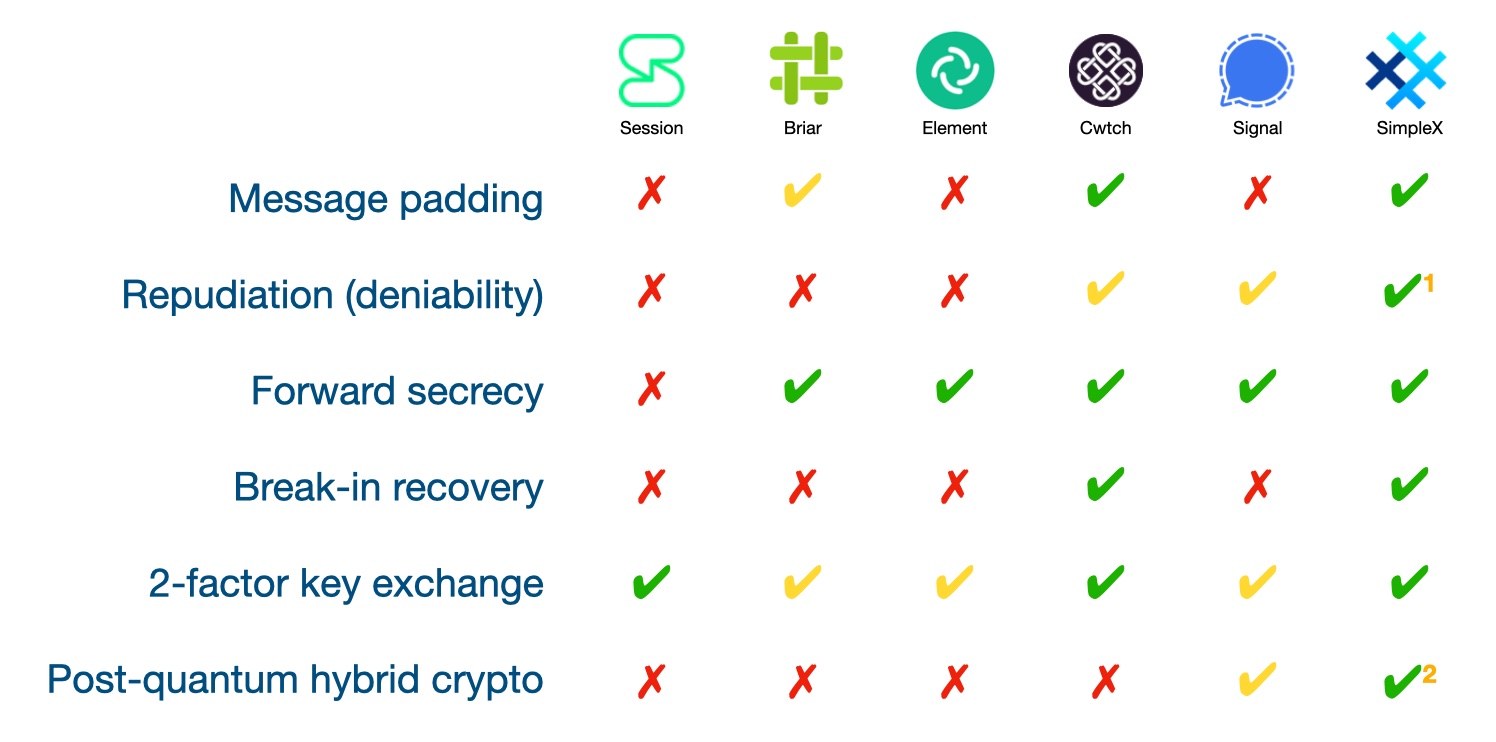 Session Briar Element Cwtch Signal SimpleX
Message padding ✗ ✔ ✗ ✔ ✗ ✔
Repudiation (deniability) ✗ ✗ ✗ ✔ ✔ ✔1
Forward secrecy ✗ ✔ ✔ ✔ ✔ ✔
Break-in recovery ✗ ✗ ✗ ✔ ✗ ✔
2-factor key exchange ✔ ✔ ✔ ✔ ✔ ✔
Post-quantum hybrid crypto ✗ ✗ ✗ ✗ ✔ ✔2